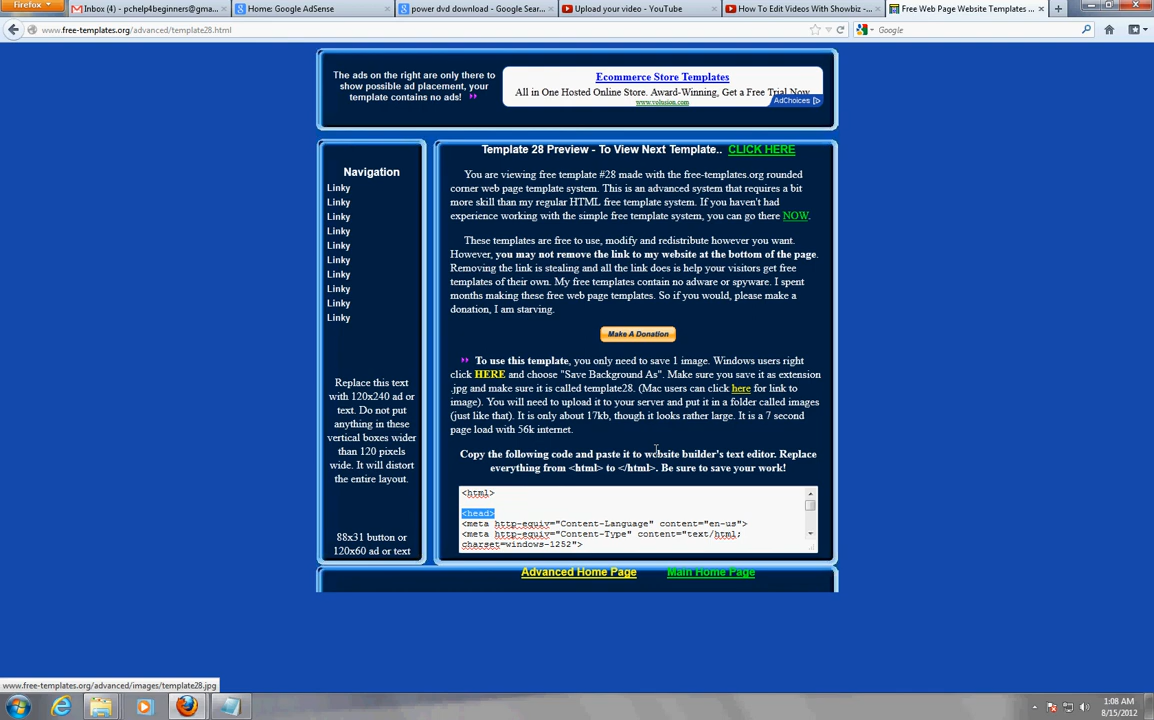 Firefox
Inbox (4) - pchelp4beginners@gma...
Home: Google AdSense
power dvd download - Google Sear...
Upload your video - YouTube
How To Edit Videos With Showbiz -...
Free Web Page Website Templates ...
www.free-templates.org/advanced/template28.html
Google
The ads on the right are only there to
show possible ad placement, your
template contains no ads!
Ecommerce Store Templates
All in One Hosted Online Store. Award-Winning, Get a Free Trial Now
www.volusion.com
AdChoices
Navigation
Linky
Linky
Linky
Linky
Linky
Linky
Linky
Linky
Linky
Linky
Replace this text
with 120x240 ad or
text. Do not put
anything in these
vertical boxes wider
than 120 pixels
wide. It will distort
the entire layout.
88x31 button or
120x60 ad or text
Template 28 Preview - To View Next Template.. CLICK HERE
You are viewing free template #28 made with the free-templates.org rounded
corner web page template system. This is an advanced system that requires a bit
more skill than my regular HTML free template system. If you haven't had
experience working with the simple free template system, you can go there NOW.
These templates are free to use, modify and redistribute however you want.
However, you may not remove the link to my website at the bottom of the page.
Removing the link is stealing and all the link does is help your visitors get free
templates of their own. My free templates contain no adware or spyware. I spent
months making these free web page templates. So if you would, please make a
donation, I am starving.
Make A Donation
To use this template, you only need to save 1 image. Windows users right
click HERE and choose "Save Background As". Make sure you save it as extension
.jpg and make sure it is called template28. (Mac users can click here for link to
image). You will need to upload it to your server and put it in a folder called images
(just like that). It is only about 17kb, though it looks rather large. It is a 7 second
page load with 56k internet.
Copy the following code and paste it to website builder's text editor. Replace
everything from <html> to </html>. Be sure to save your work!
<html>
<head>
<meta http-equiv="Content-Language" content="en-us">
<meta http-equiv="Content-Type" content="text/html;
charset=windows-1252">
Advanced Home Page
Main Home Page
www.free-templates.org/advanced/images/template28.jpg
1:08 AM
8/15/2012